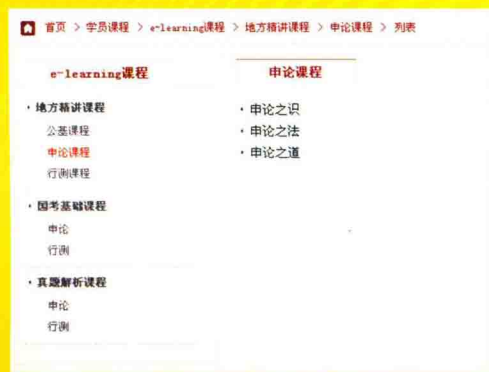 首页 > 学员课程 > e-learning课程 > 地方精讲课程 > 申论课程 > 列表
e-learning课程
· 地方精讲课程
公基课程
申论课程
行测课程
· 国考基础课程
申论
行测
· 真题解析课程
申论
行测
申论课程
· 申论之识
· 申论之法
· 申论之道